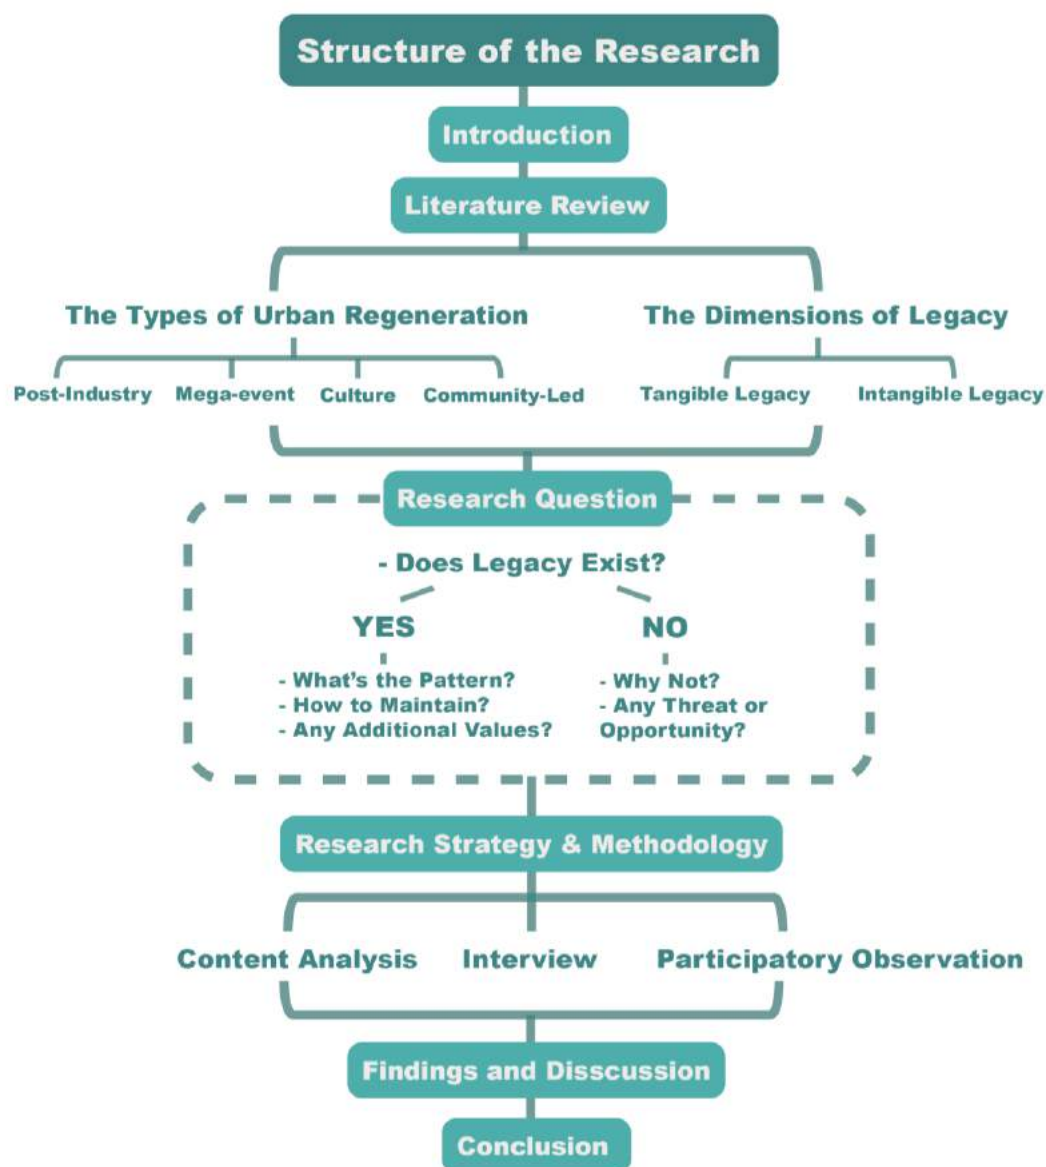 Structure of the Research
Introduction
Literature Review
The Types of Urban Regeneration
The Dimensions of Legacy
Post-Industry
Mega-event
Culture
Community-Led
Tangible Legacy
Intangible Legacy
Research Question
- Does Legacy Exist?
YES
- What's the Pattern?
- How to Maintain?
- Any Additional Values?
NO
- Why Not?
- Any Threat or
Opportunity?
Research Strategy & Methodology
Content Analysis
Interview
Participatory Observation
Findings and Disscussion
Conclusion